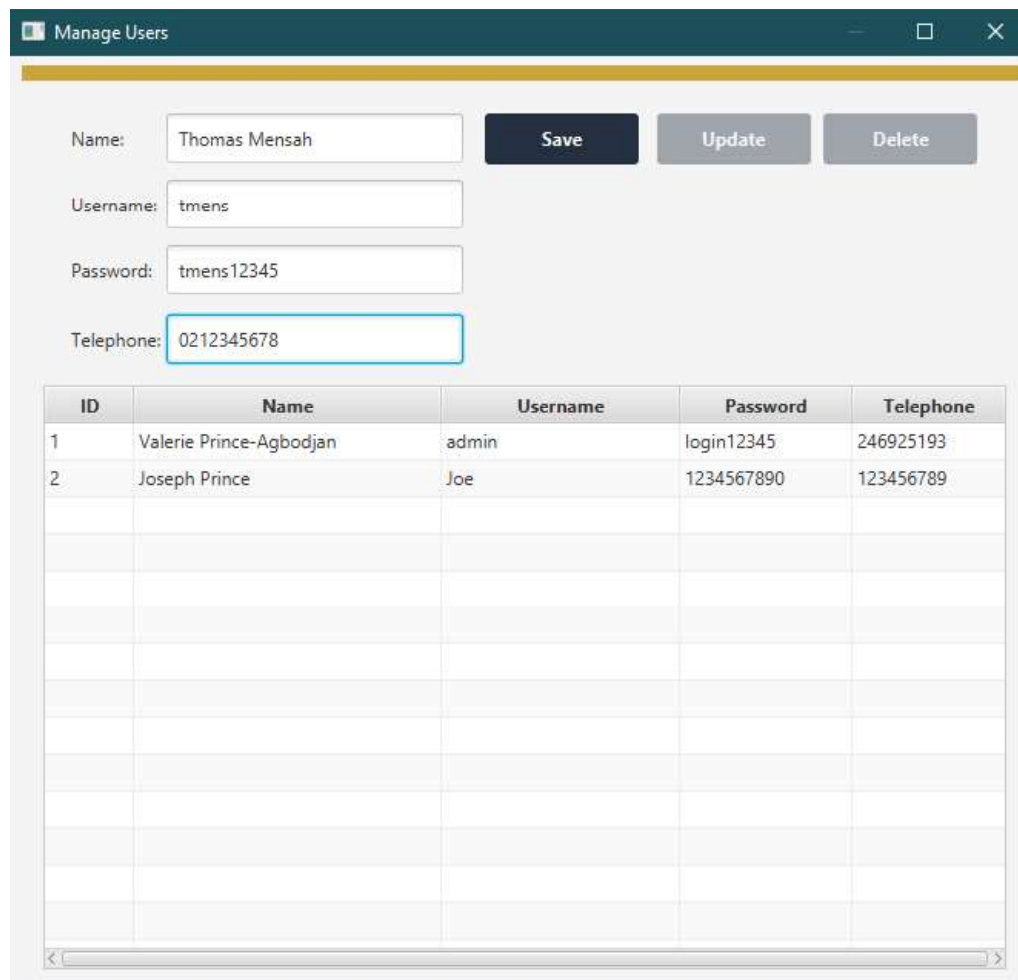 Manage Users
Name: Thomas Mensah Save Update Delete
Username: tmens
Password: tmens12345
Telephone: 0212345678
ID Name Username Password Telephone
1 Valerie Prince-Agbodjan admin login12345 246925193
2 Joseph Prince Joe 1234567890 123456789